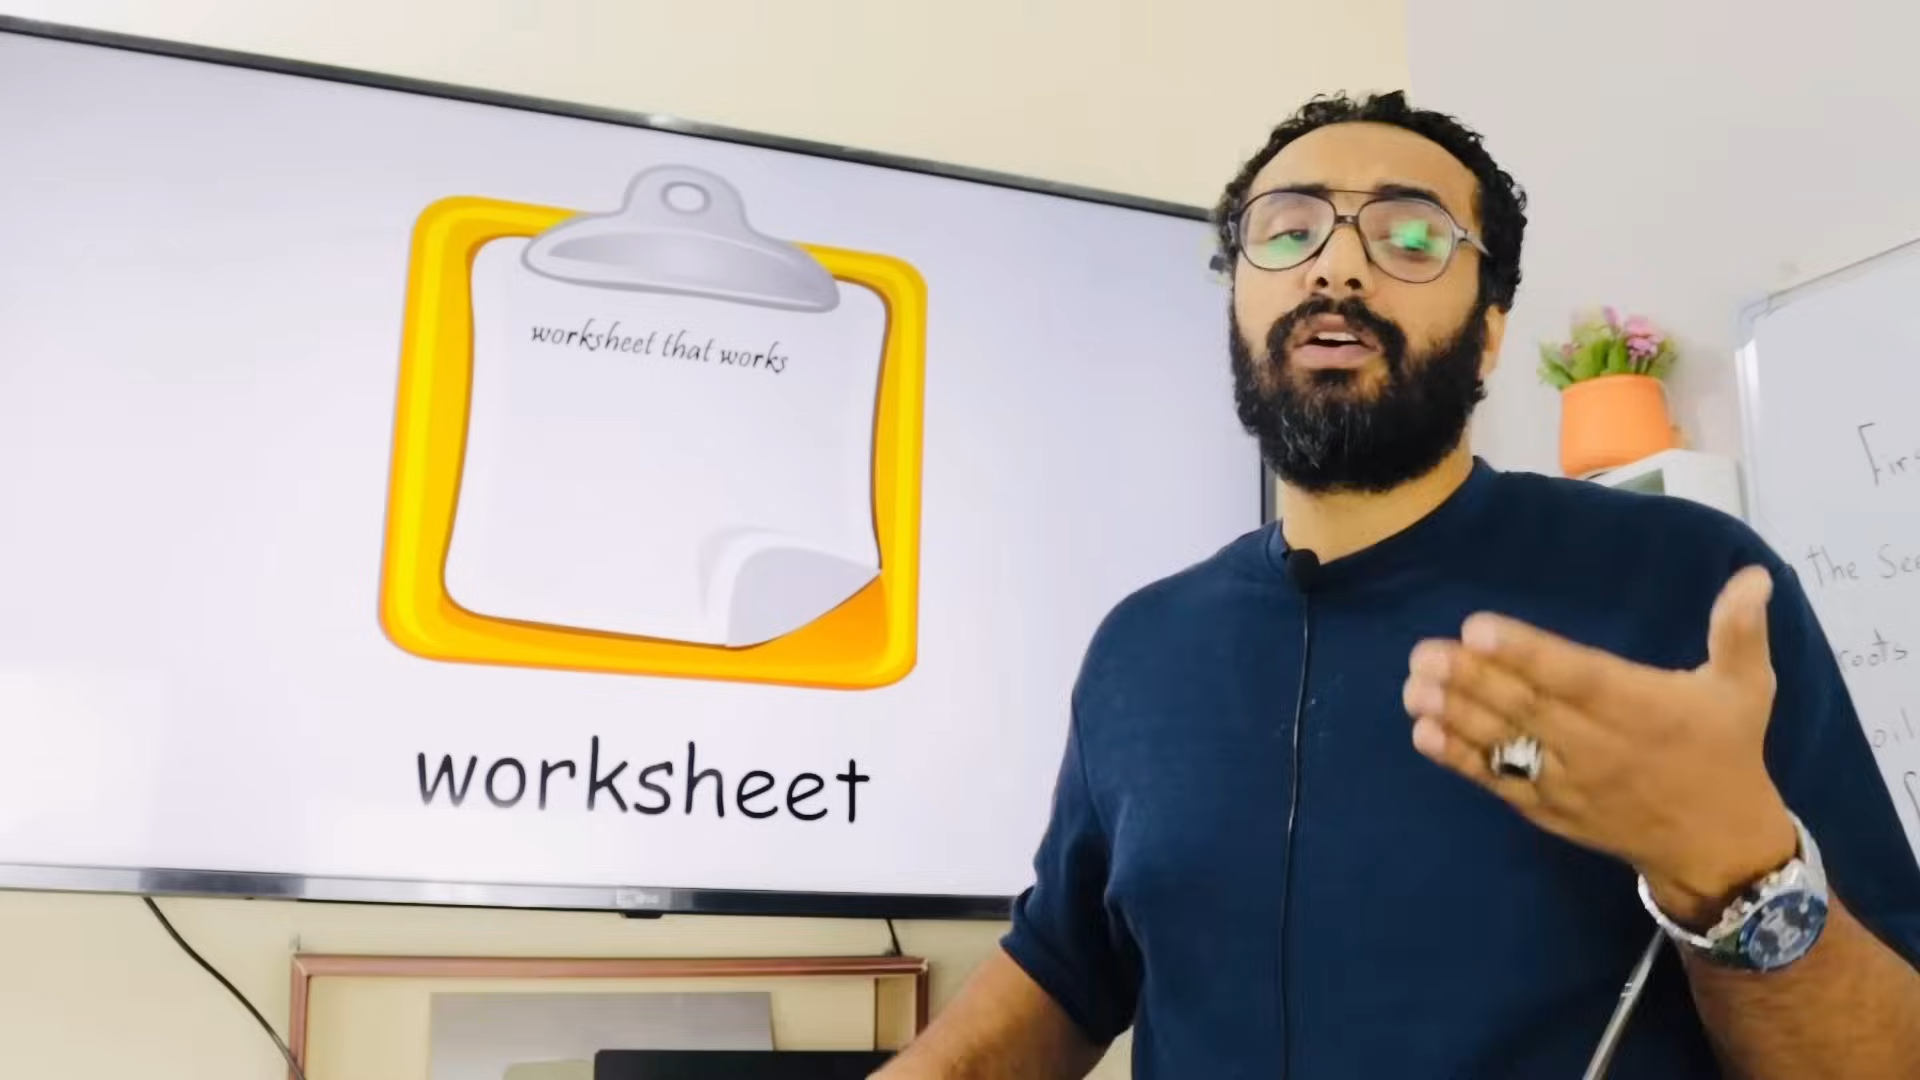 worksheet that works
worksheet
the
roots